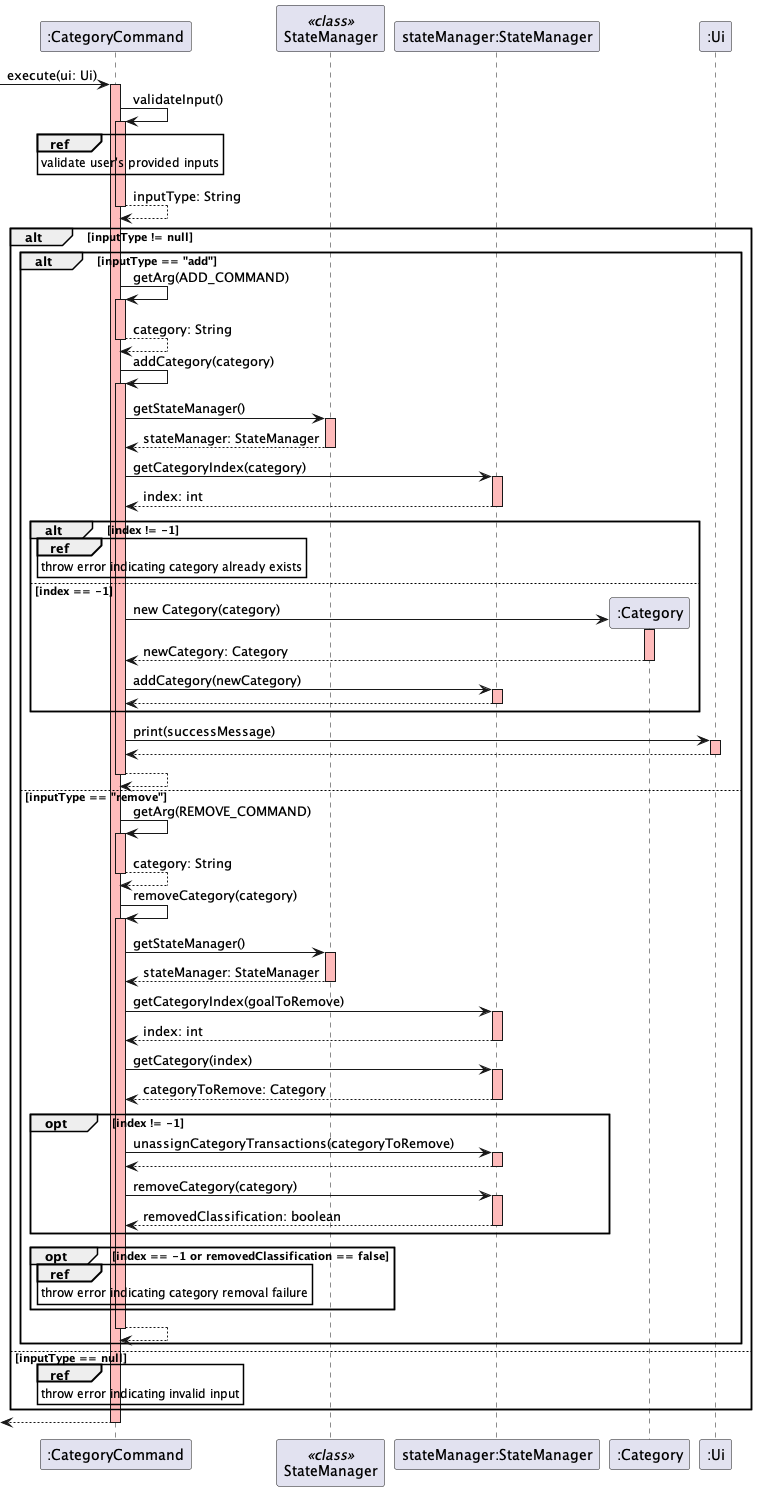 «class»
:CategoryCommand
StateManager
stateManager:StateManager
:Ui
execute(ui: Ui)
validateInput()
ref
validate user's provided inputs
inputType: String
alt
[inputType != null]
alt
[inputType == "add"]
getArg(ADD_COMMAND)
category: String
addCategory(category)
getStateManager()
stateManager: StateManager
getCategoryIndex(category)
index: int
alt
[index != -1]
ref
throw error indicating category already exists
[index == -1]
new Category(category)
:Category
newCategory: Category
addCategory(newCategory)
print(successMessage)
[inputType == "remove"]
getArg(REMOVE_COMMAND)
category: String
removeCategory(category)
getStateManager()
stateManager: StateManager
getCategoryIndex(goalToRemove)
index: int
getCategory(index)
categoryToRemove: Category
opt
[index != -1]
unassignCategoryTransactions(categoryToRemove)
removeCategory(category)
removedClassification: boolean
opt
[index == -1 or removedClassification == false]
ref
throw error indicating category removal failure
[inputType == null]
ref
throw error indicating invalid input
:CategoryCommand
«class»
StateManager
stateManager:StateManager
:Category
:Ui